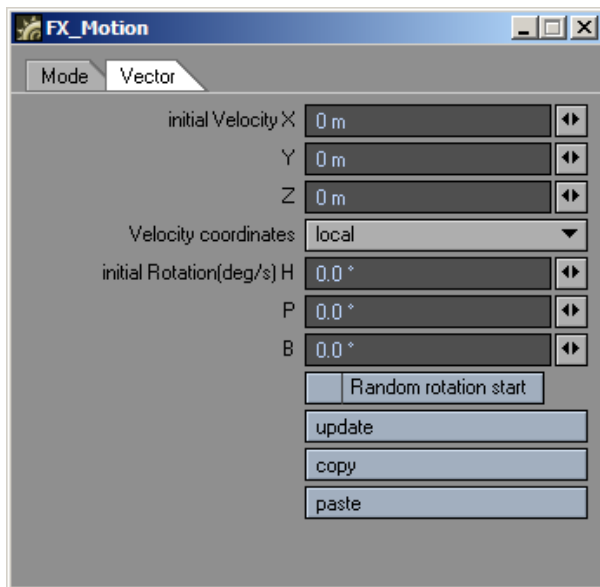 FX_Motion
Mode Vector
initial Velocity X 0 m
Y 0 m
Z 0 m
Velocity coordinates local
initial Rotation(deg/s) H 0.0 °
P 0.0 °
B 0.0 °
Random rotation start
update
copy
paste